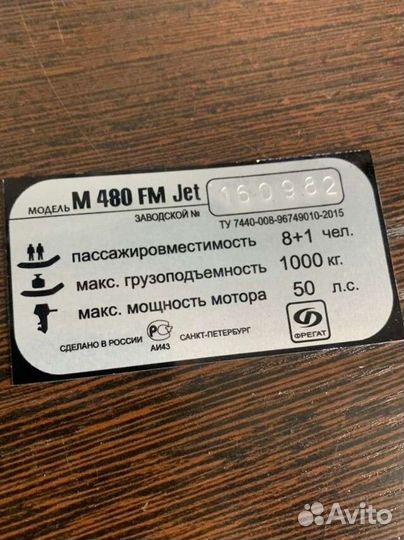 МОДЕЛЬ M 480 FM Jet 160982
ЗАВОДСКОЙ №
ТУ 7440-008-96749010-2015
пассажировместимость 8+1 чел.
макс. грузоподъемность 1000 кг.
макс. мощность мотора 50 л.с.
СДЕЛАНО В РОССИИ РСТ САНКТ-ПЕТЕРБУРГ
АИ43
ФРЕГАТ
Avito